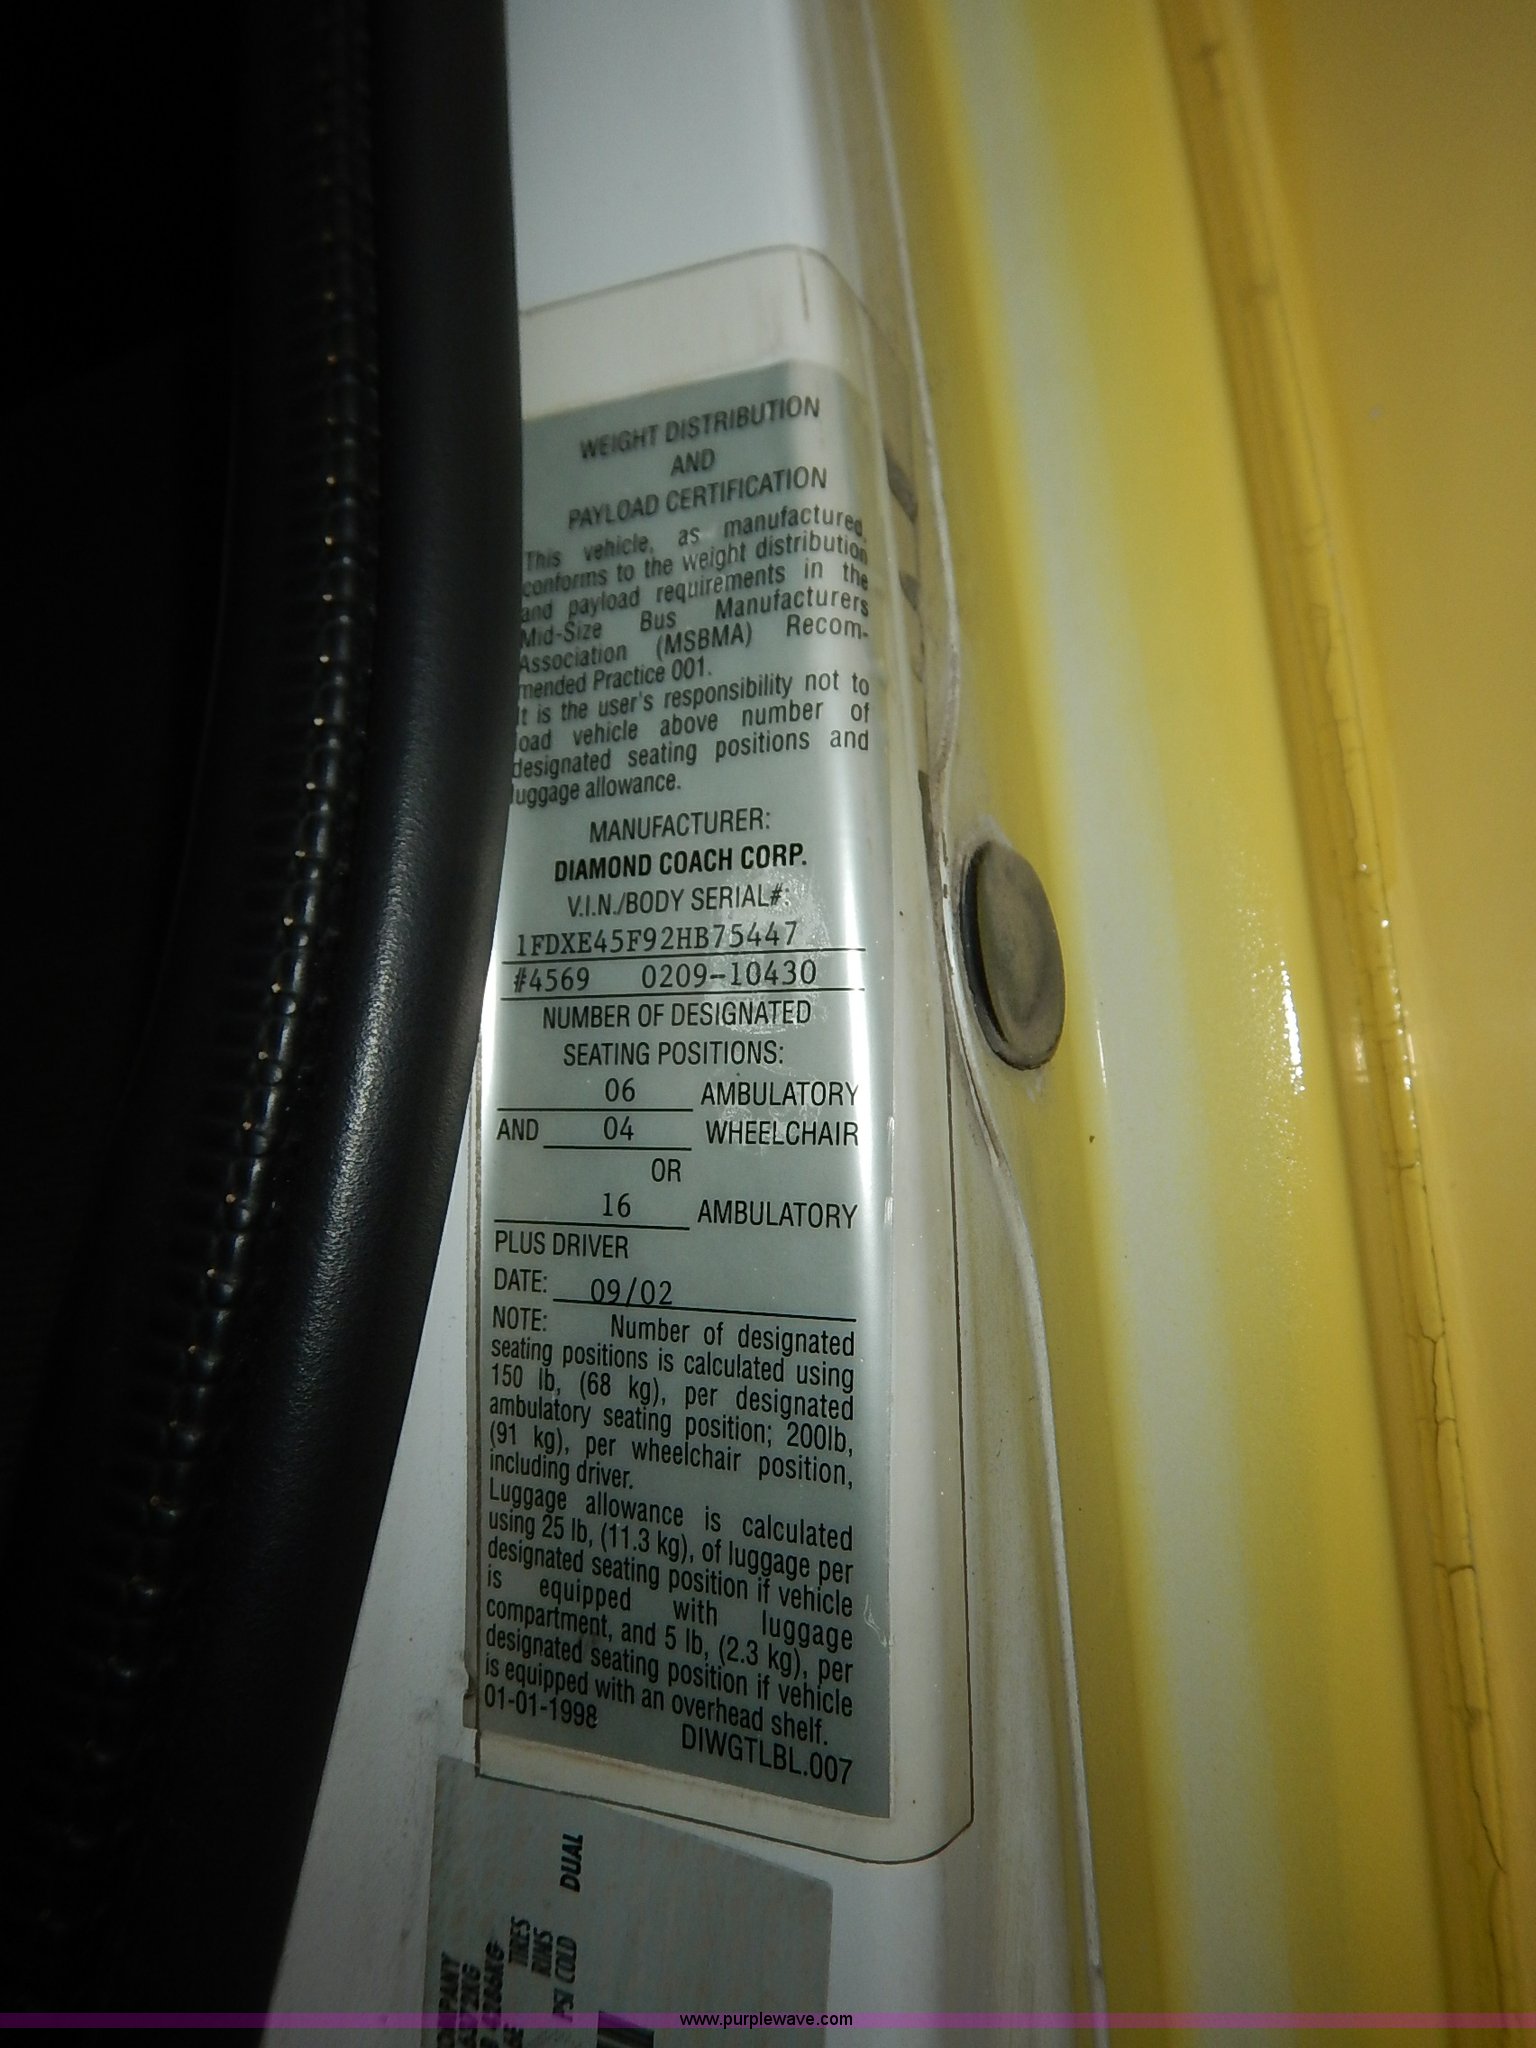 WEIGHT DISTRIBUTION
AND
PAYLOAD CERTIFICATION
This vehicle, as manufactured,
conforms to the weight distribution
and payload requirements in the
Mid-Size Bus Manufacturers
Association (MSBMA) Recom-
mended Practice 001.
It is the user's responsibility not to
load vehicle above number of
designated seating positions and
luggage allowance.
MANUFACTURER:
DIAMOND COACH CORP.
V.I.N./BODY SERIAL#:
1FDXE45F92HB75447
#4569 0209-10430
NUMBER OF DESIGNATED
SEATING POSITIONS:
06 AMBULATORY
AND 04 WHEELCHAIR
OR
16 AMBULATORY
PLUS DRIVER
DATE: 09/02
NOTE: Number of designated
seating positions is calculated using
150 lb, (68 kg), per designated
ambulatory seating position; 200lb,
(91 kg), per wheelchair position,
including driver.
Luggage allowance is calculated
using 25 lb, (11.3 kg), of luggage per
designated seating position if vehicle
is equipped with luggage
compartment, and 5 lb, (2.3 kg), per
designated seating position if vehicle
is equipped with an overhead shelf.
01-01-1998 DIWGTLBL.007
TIRES
RIMS
PSI COLD
DUAL
www.purplewave.com